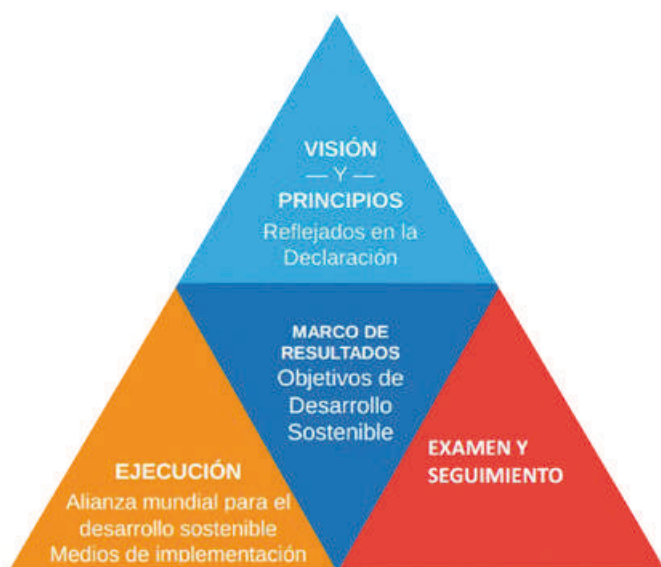 VISIÓN
— Y —
PRINCIPIOS
Reflejados en la
Declaración
MARCO DE
RESULTADOS
Objetivos de
Desarrollo
Sostenible
EJECUCIÓN
Alianza mundial para el
desarrollo sostenible
Medios de implementación
EXAMEN Y
SEGUIMIENTO